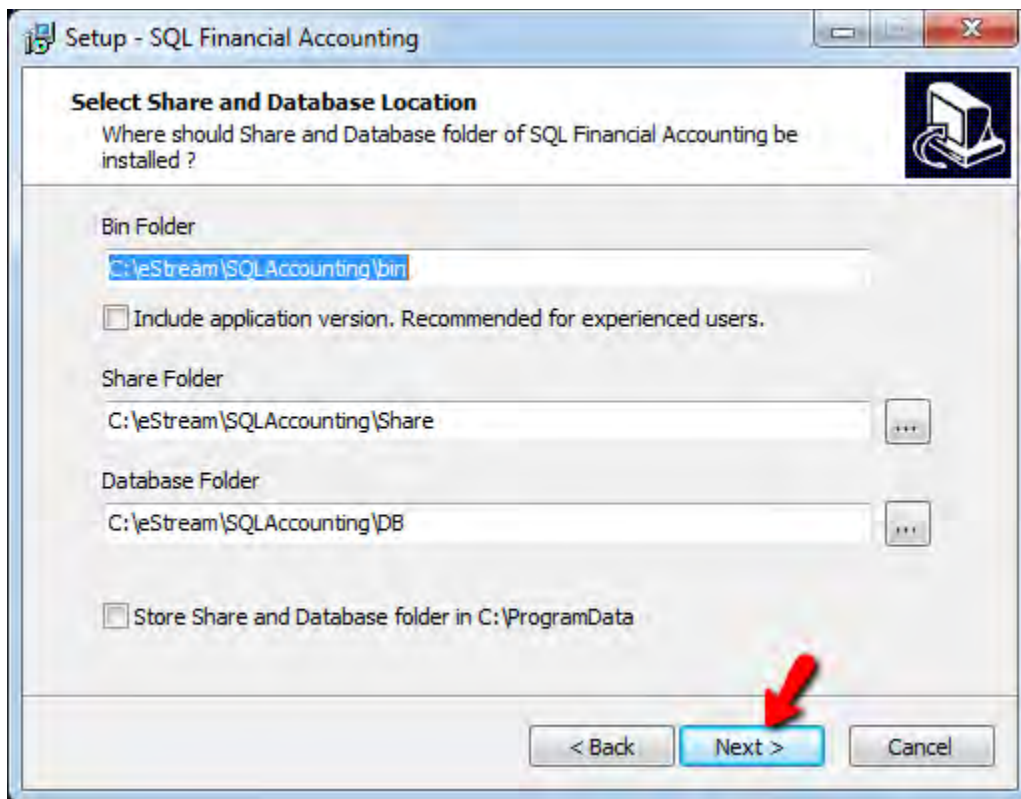 Setup - SQL Financial Accounting
Select Share and Database Location
Where should Share and Database folder of SQL Financial Accounting be
installed ?
Bin Folder
C:\eStream\SQLAccounting\bin
Include application version. Recommended for experienced users.
Share Folder
C:\eStream\SQLAccounting\Share
...
Database Folder
C:\eStream\SQLAccounting\DB
...
Store Share and Database folder in C:\ProgramData
< Back
Next >
Cancel